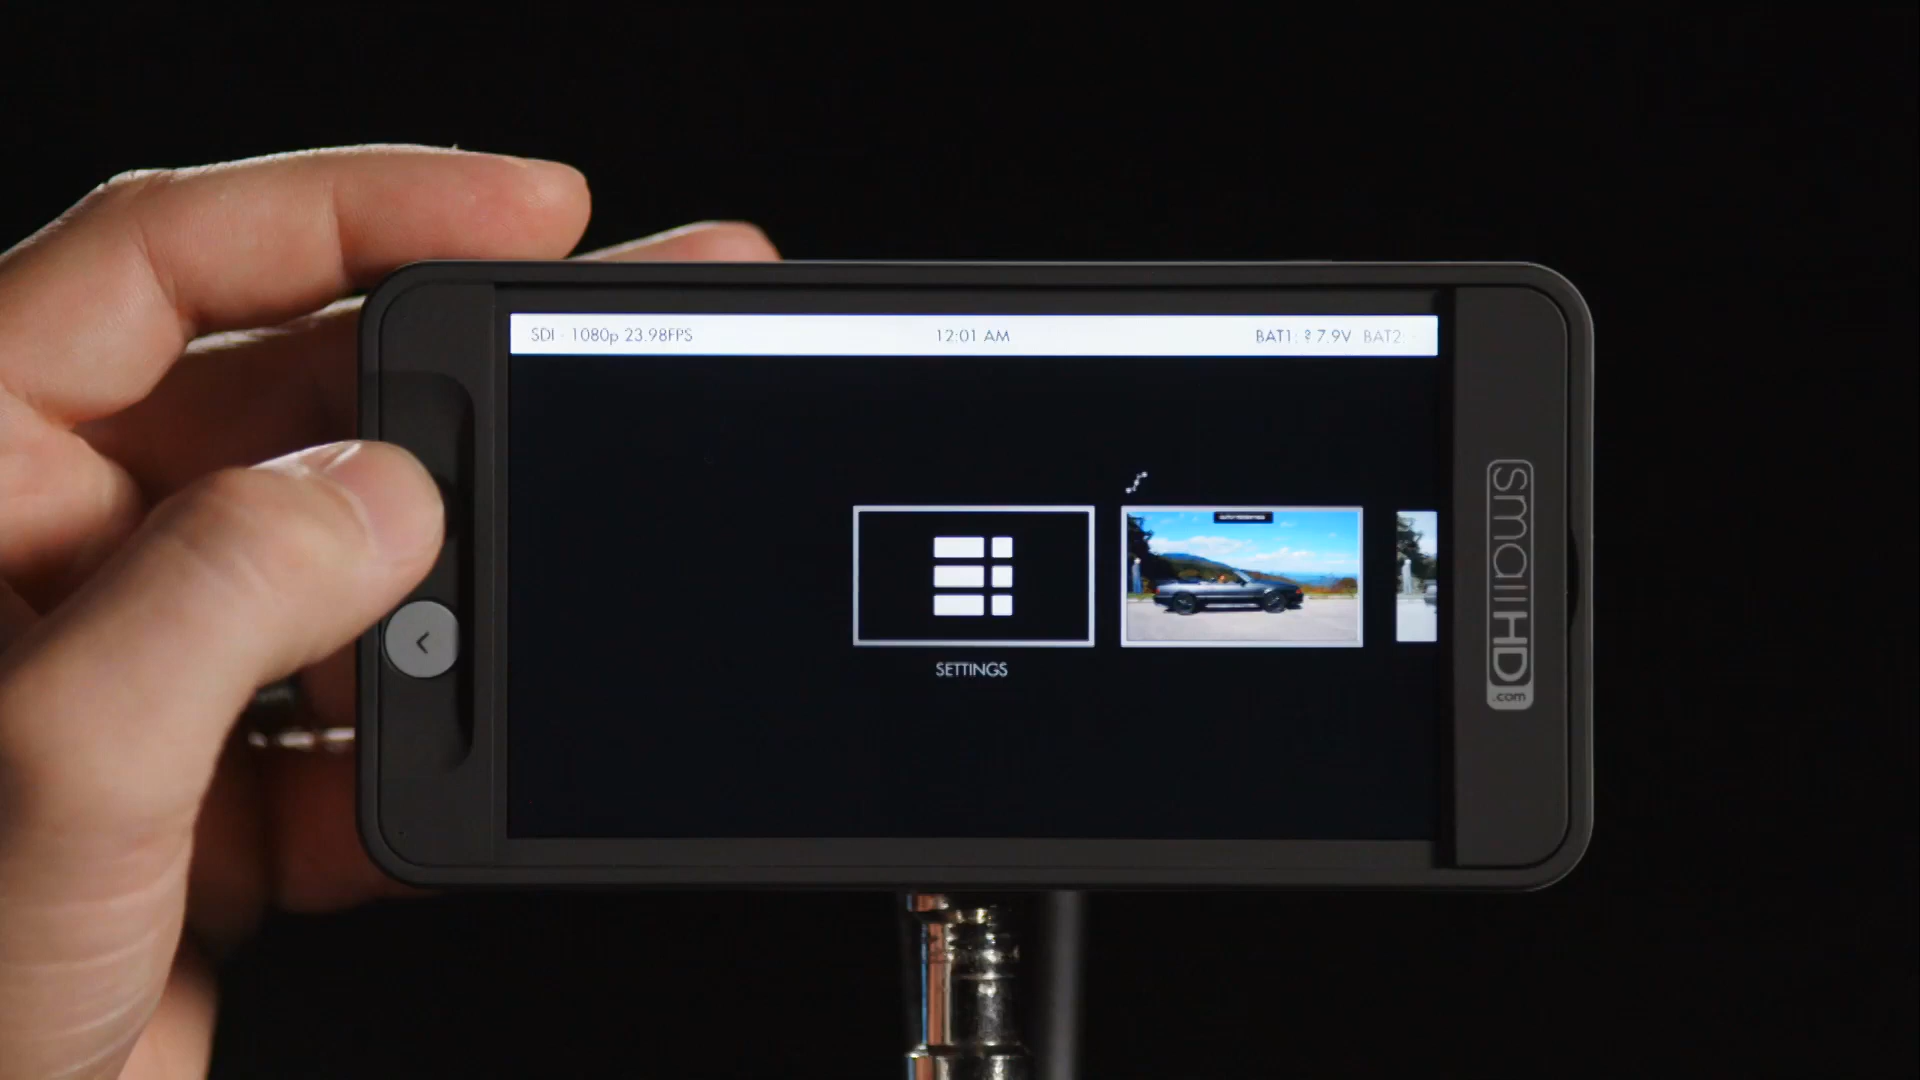 SDI - 1080p 23.98FPS
12:01 AM
BAT1: ? 7.9V BAT2: -
SETTINGS
smallHD
.com